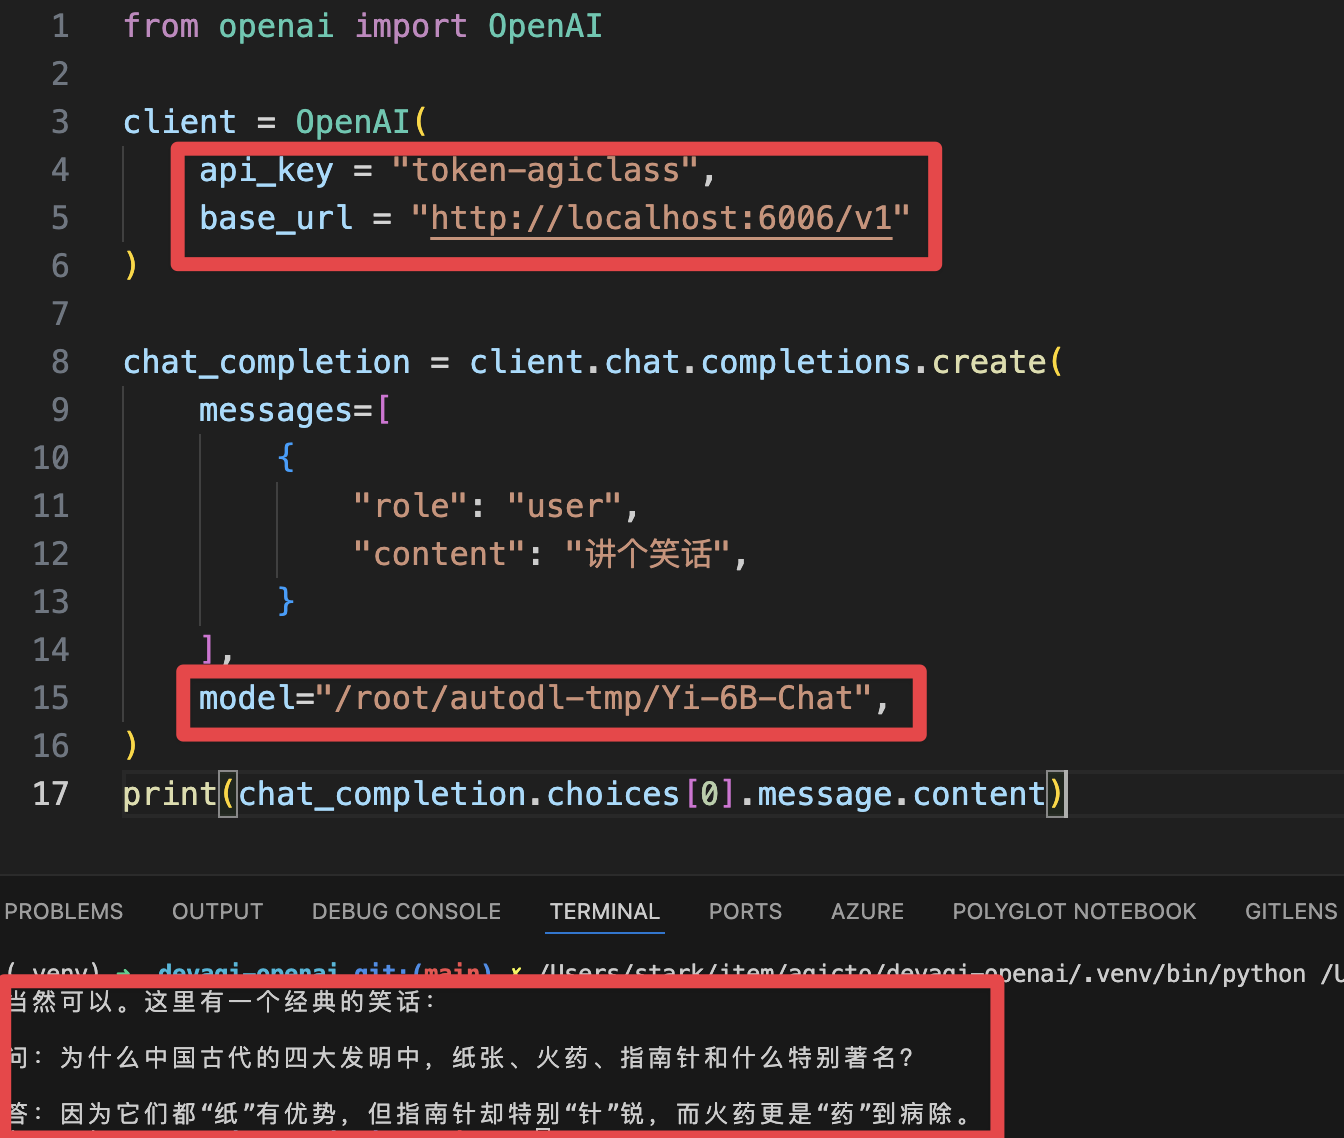 1 from openai import OpenAI
2
3 client = OpenAI(
4 api_key = "token-agiclass",
5 base_url = "http://localhost:6006/v1"
6 )
7
8 chat_completion = client.chat.completions.create(
9 messages=[
10 {
11 "role": "user",
12 "content": "讲个笑话",
13 }
14 ],
15 model="/root/autodl-tmp/Yi-6B-Chat",
16 )
17 print(chat_completion.choices[0].message.content)
PROBLEMS OUTPUT DEBUG CONSOLE TERMINAL PORTS AZURE POLYGLOT NOTEBOOK GITLENS
(.venv) → devagi-openai git:(main) ✗ /Users/stark/item/agicto/devagi-openai/.venv/bin/python /U
当然可以。这里有一个经典的笑话：
问：为什么中国古代的四大发明中，纸张、火药、指南针和什么特别著名？
答：因为它们都“纸”有优势，但指南针却特别“针”锐，而火药更是“药”到病除。